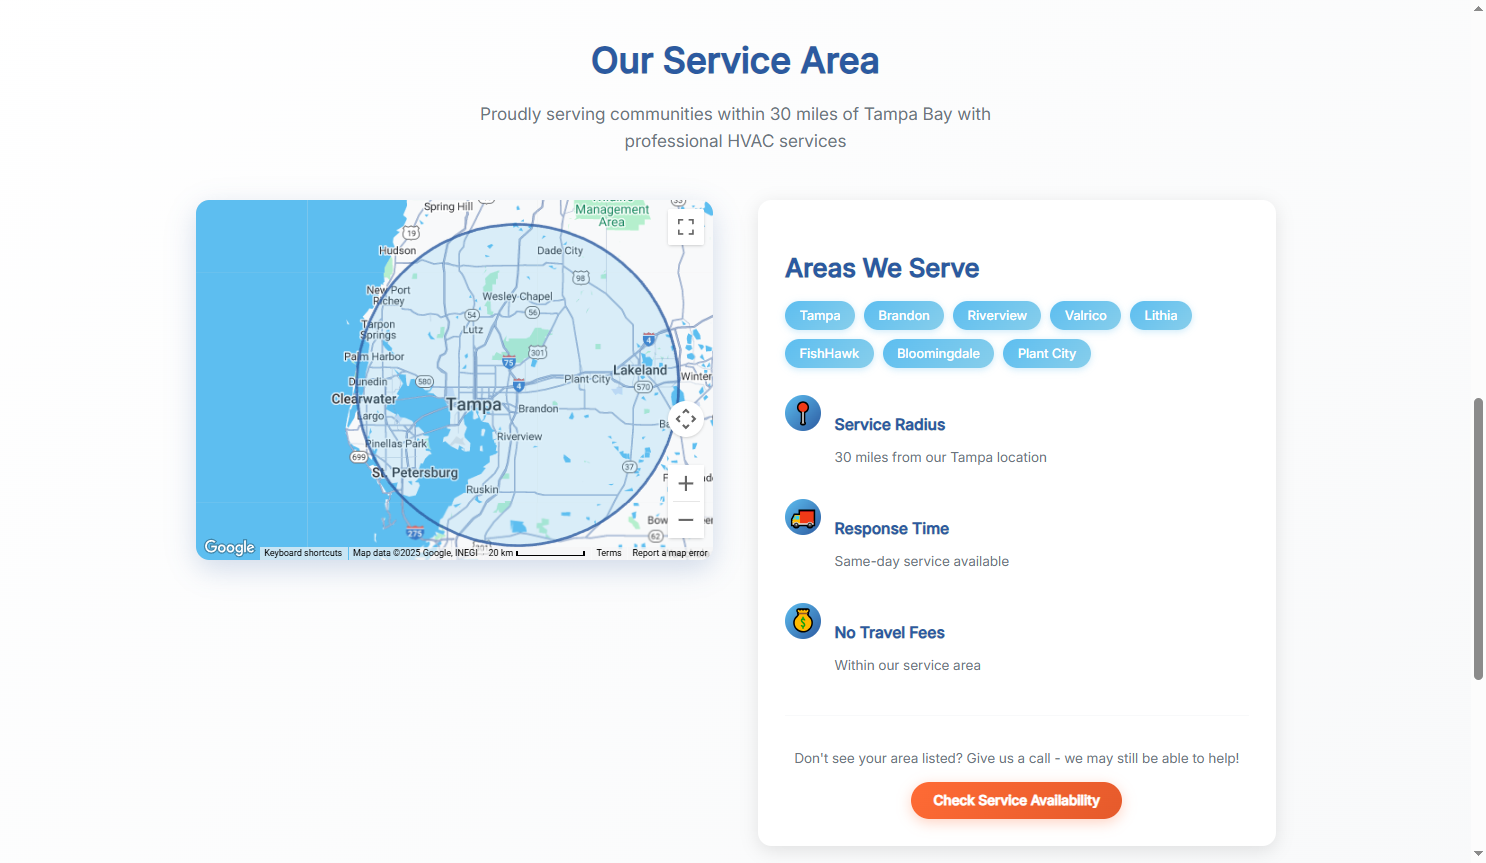 Our Service Area
Proudly serving communities within 30 miles of Tampa Bay with
professional HVAC services
Spring Hill
Management
Area
19
Hudson
Dade City
98
New Port
Richey
Wesley Chapel
54
56
Tarpon
Springs
Lutz
4
301
Palm Harbor
75
Lakeland
Dunedin
580
4
Plant City
570
Winter
Clearwater
Tampa
Brandon
Largo
Riverview
Pinellas Park
699
St. Petersburg
37
Ruskin
275
62
Google
Keyboard shortcuts
Map data ©2025 Google, INEGI
20 km
Terms
Report a map error
Areas We Serve
Tampa
Brandon
Riverview
Valrico
Lithia
FishHawk
Bloomingdale
Plant City
Service Radius
30 miles from our Tampa location
Response Time
Same-day service available
No Travel Fees
Within our service area
Don't see your area listed? Give us a call - we may still be able to help!
Check Service Availability